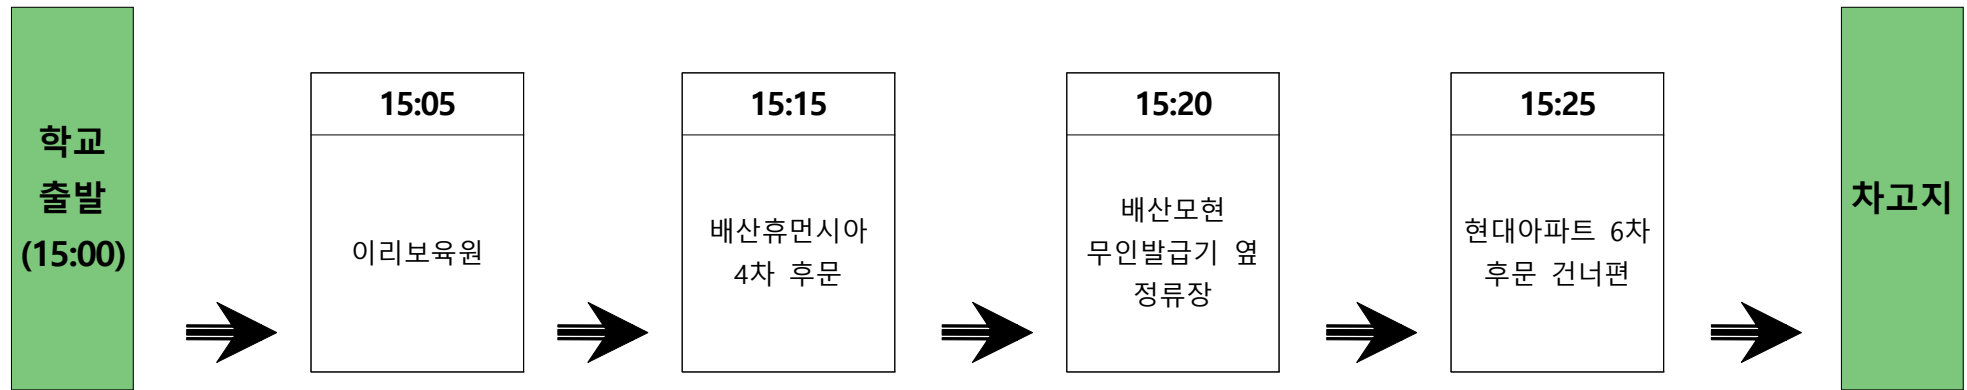 학교
출발
(15:00)
15:05
이리보육원
15:15
배산휴먼시아
4차 후문
15:20
배산모현
무인발급기 옆
정류장
15:25
현대아파트 6차
후문 건너편
차고지